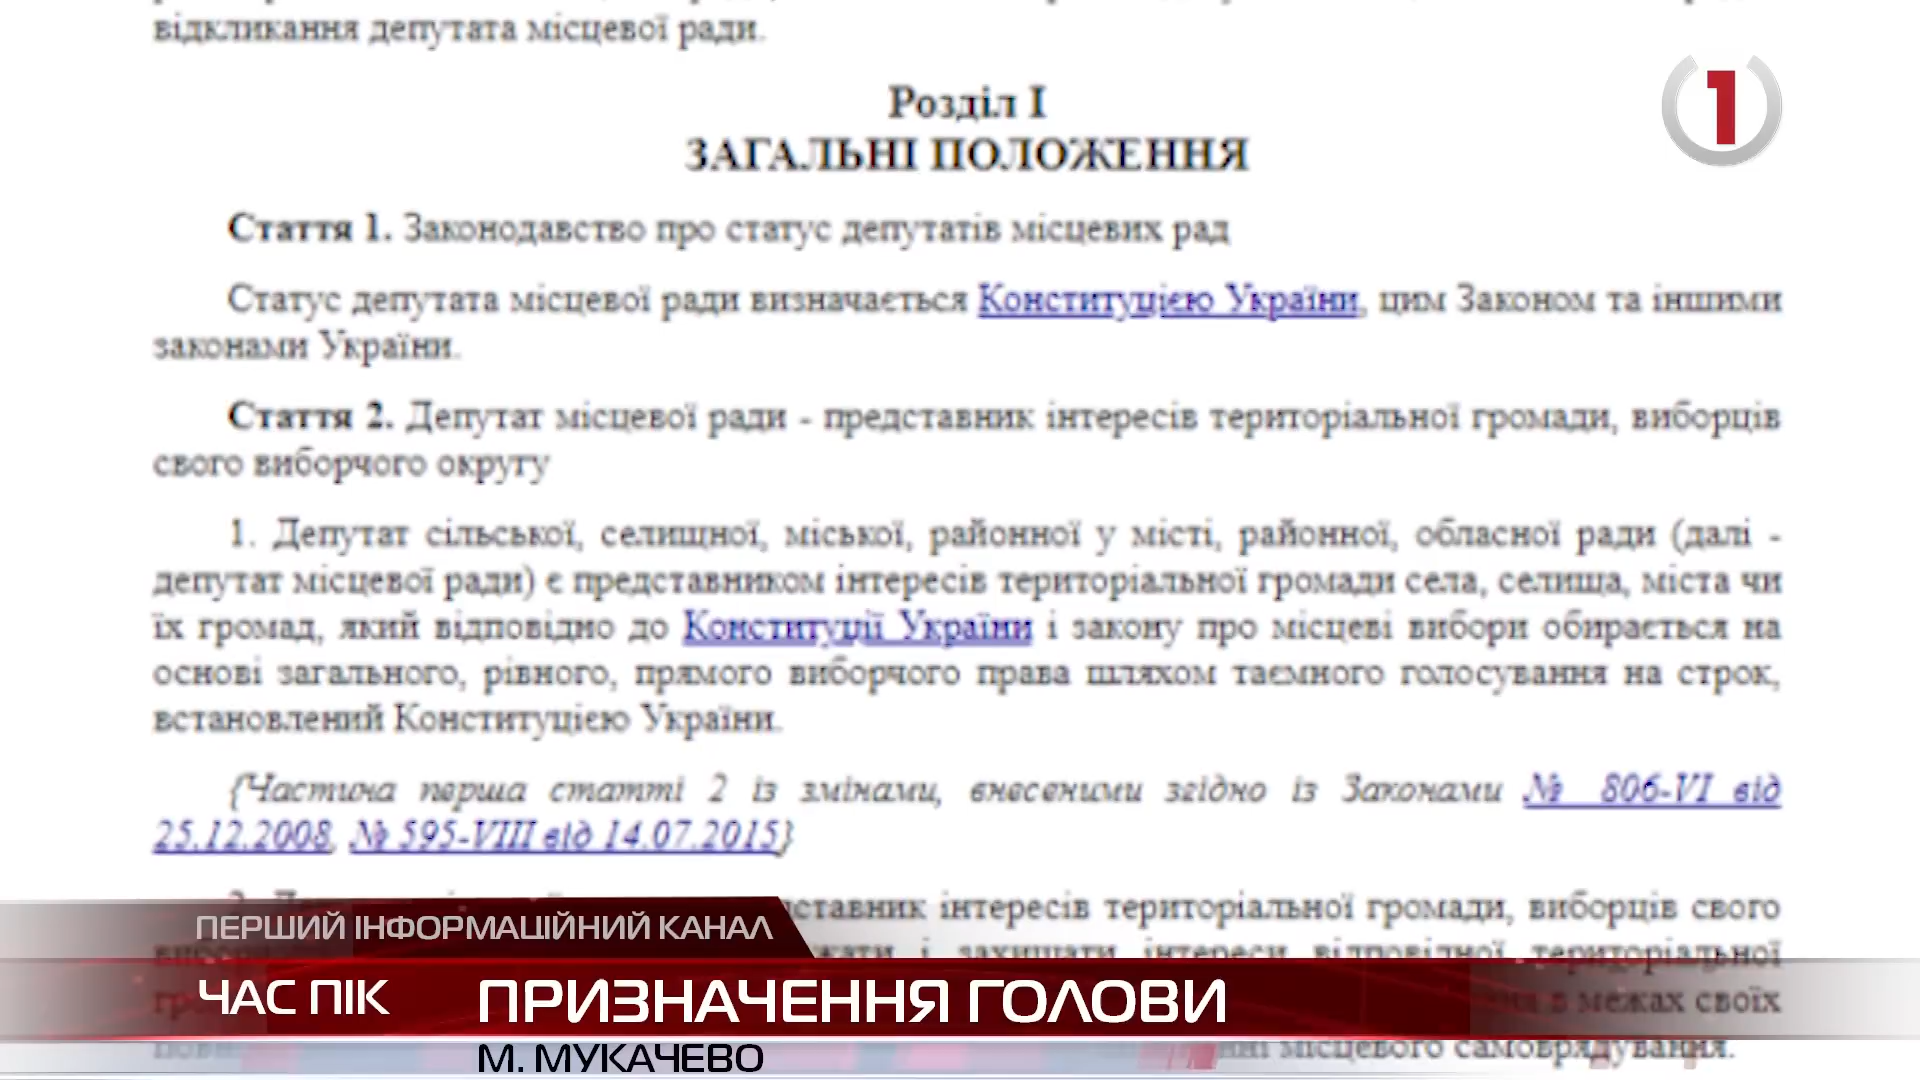 відкликання депутата місцевої ради.
1
Розділ I
ЗАГАЛЬНІ ПОЛОЖЕННЯ
Стаття 1. Законодавство про статус депутатів місцевих рад
Статус депутата місцевої ради визначається Конституцією України, цим Законом та іншими
законами України.
Стаття 2. Депутат місцевої ради - представник інтересів територіальної громади, виборців
свого виборчого округу
1. Депутат сільської, селищної, міської, районної у місті, районної, обласної ради (далі -
депутат місцевої ради) є представником інтересів територіальної громади села, селища, міста чи
їх громад, який відповідно до Конституції України і закону про місцеві вибори обирається на
основі загального, рівного, прямого виборчого права шляхом таємного голосування на строк,
встановлений Конституцією України.
{Частина перша статті 2 із змінами, внесеними згідно із Законами № 806-VI від
25.12.2008, № 595-VIII від 14.07.2015}
інтересів територіальної громади, виборців свого
і захищати інтереси відповідної територіальної
в межах своїх
місцевого самоврядування.
ПЕРШИЙ ІНФОРМАЦІЙНИЙ КАНАЛ
ЧАС ПІК ПРИЗНАЧЕННЯ ГОЛОВИ
М. МУКАЧЕВО